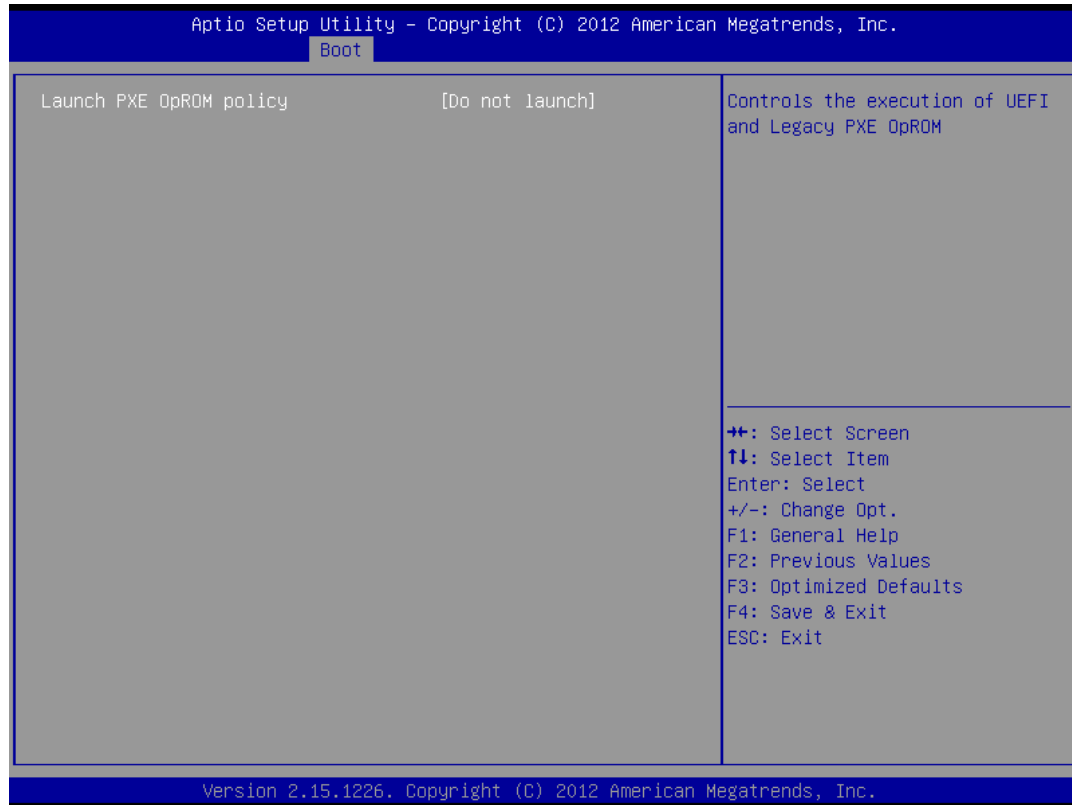 Aptio Setup Utility – Copyright (C) 2012 American Megatrends, Inc.
Boot
Launch PXE OpROM policy [Do not launch]
Controls the execution of UEFI
and Legacy PXE OpROM
→←: Select Screen
↑↓: Select Item
Enter: Select
+/-: Change Opt.
F1: General Help
F2: Previous Values
F3: Optimized Defaults
F4: Save & Exit
ESC: Exit
Version 2.15.1226. Copyright (C) 2012 American Megatrends, Inc.